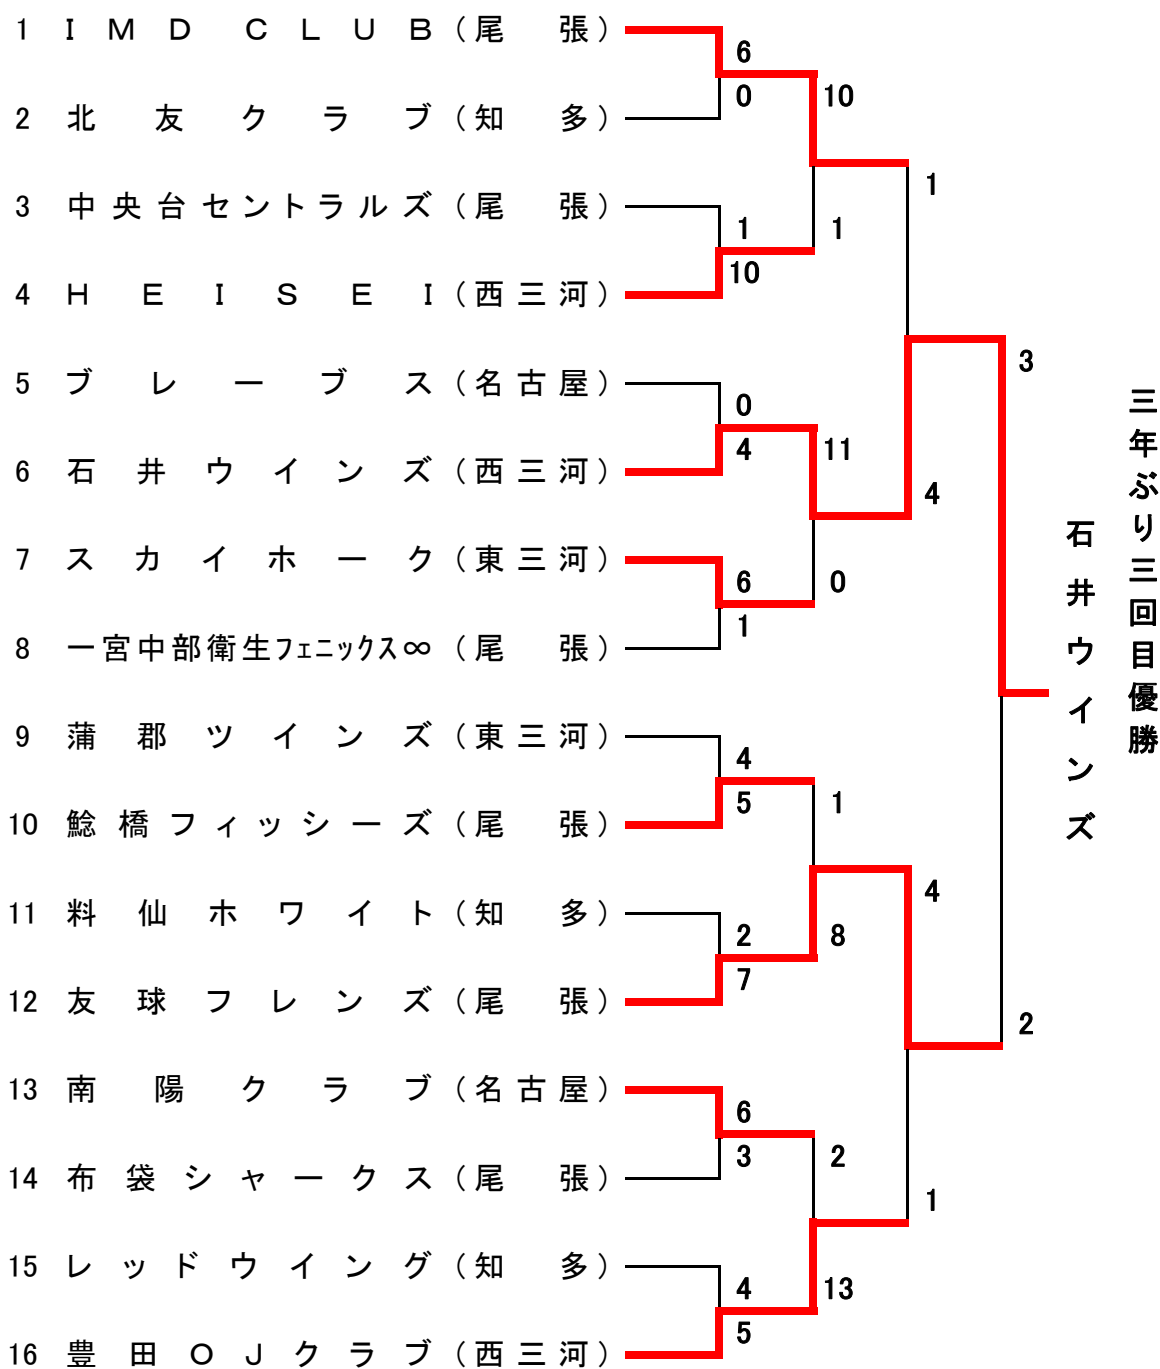 1 IMD CLUB(尾張)
2 北友クラブ(知多)
3 中央台セントラルズ(尾張)
4 HEISEI(西三河)
5 ブレーブス(名古屋)
6 石井ウインズ(西三河)
7 スカイホーク(東三河)
8 一宮中部衛生フェニックス∞(尾張)
9 蒲郡ツインズ(東三河)
10 鯰橋フィッシーズ(尾張)
11 料仙ホワイト(知多)
12 友球フレンズ(尾張)
13 南陽クラブ(名古屋)
14 布袋シャークス(尾張)
15 レッドウイング(知多)
16 豊田OJクラブ(西三河)
6
0
1
10
0
4
6
1
4
5
2
7
6
3
4
5
10
1
11
0
1
8
2
13
1
4
4
1
3
2
石井ウインズ
三年ぶり三回目優勝